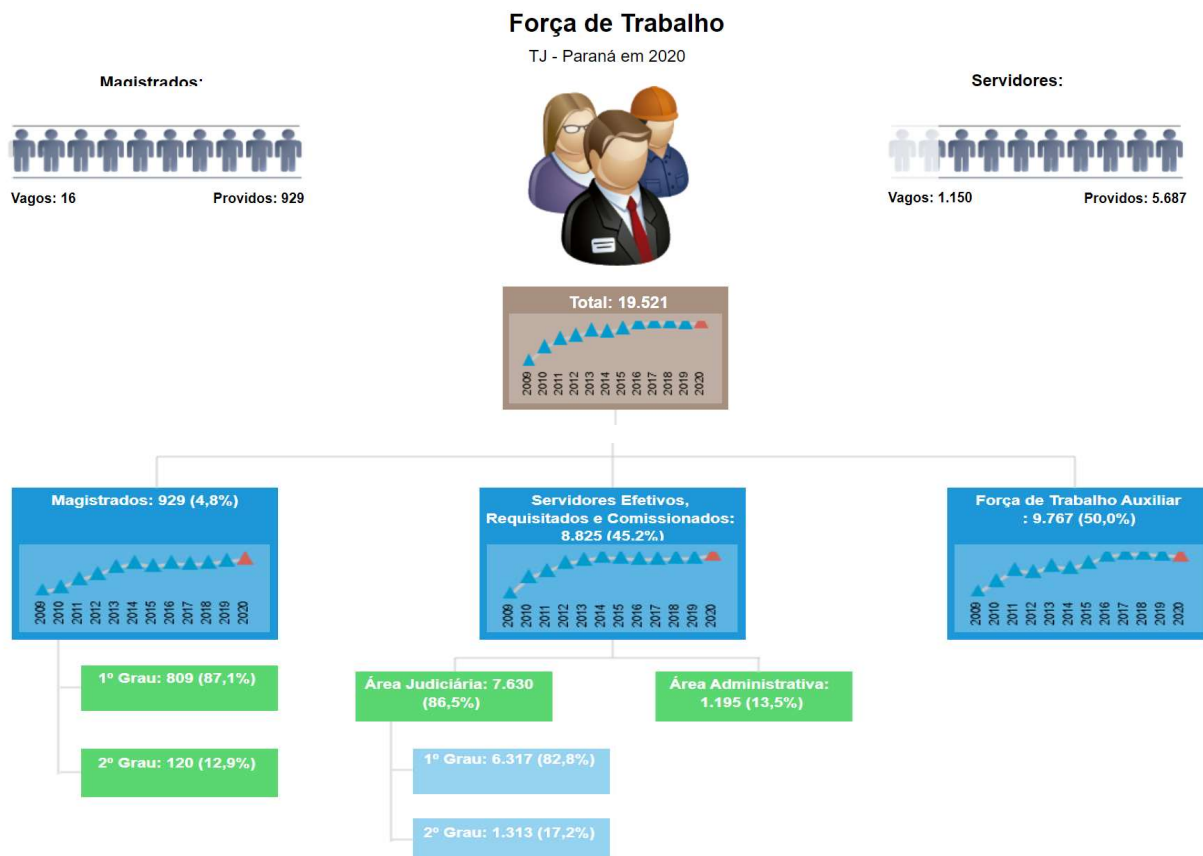 Força de Trabalho
TJ - Paraná em 2020
Magistrados:
Servidores:
Vagos: 16
Providos: 929
Vagos: 1.150
Providos: 5.687
Total: 19.521
2009
2010
2011
2012
2013
2014
2015
2016
2017
2018
2019
2020
Magistrados: 929 (4,8%)
2009
2010
2011
2012
2013
2014
2015
2016
2017
2018
2019
2020
Servidores Efetivos,
Requisitados e Comissionados:
8.825 (45,2%)
2009
2010
2011
2012
2013
2014
2015
2016
2017
2018
2019
2020
Força de Trabalho Auxiliar
: 9.767 (50,0%)
2009
2010
2011
2012
2013
2014
2015
2016
2017
2018
2019
2020
1º Grau: 809 (87,1%)
2º Grau: 120 (12,9%)
Área Judiciária: 7.630
(86,5%)
Área Administrativa:
1.195 (13,5%)
1º Grau: 6.317 (82,8%)
2º Grau: 1.313 (17,2%)